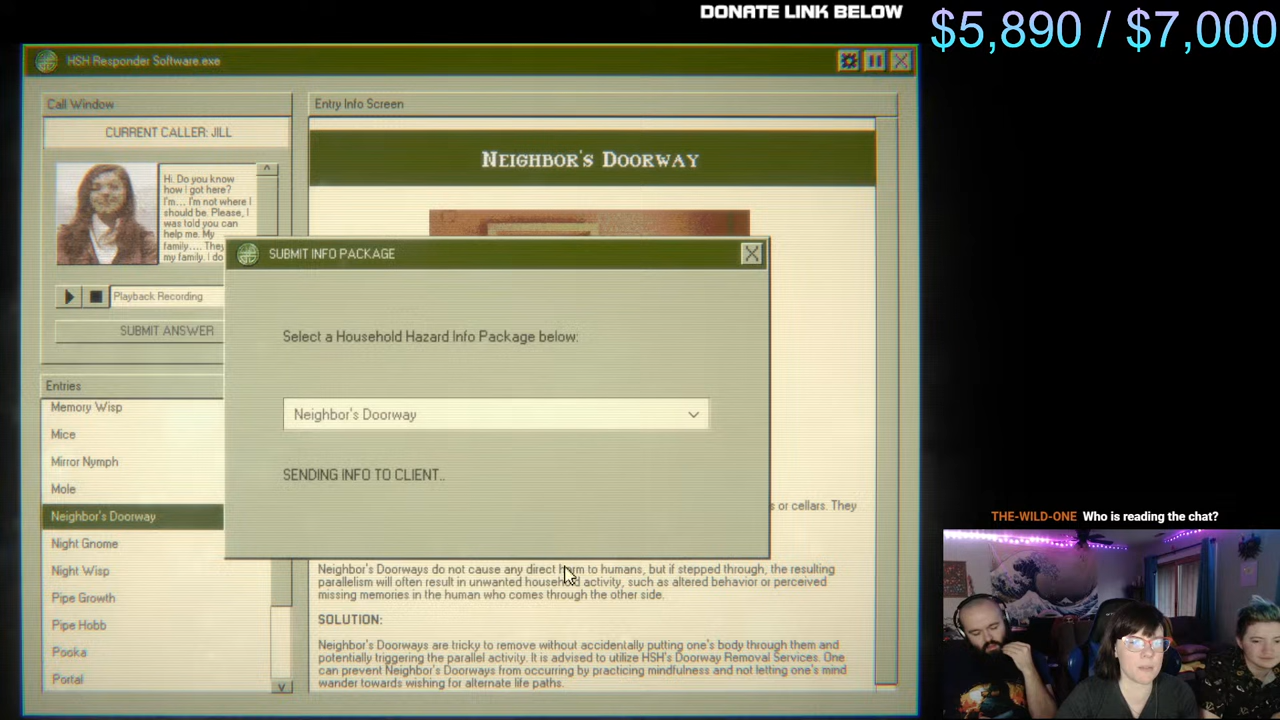 DONATE LINK BELOW
$5,890 / $7,000
HSH Responder Software.exe
Call Window
CURRENT CALLER: JILL
Hi. Do you know
how I got here?
I'm... I'm not where I
should be. Please, I
was told you can
help me. My
family.... They
my family. I do
Playback Recording
SUBMIT ANSWER
Entries
Memory Wisp
Mice
Mirror Nymph
Mole
Neighbor's Doorway
Night Gnome
Night Wisp
Pipe Growth
Pipe Hobb
Pooka
Portal
Entry Info Screen
NEIGHBOR'S DOORWAY
SUBMIT INFO PACKAGE
Select a Household Hazard Info Package below:
Neighbor's Doorway
SENDING INFO TO CLIENT..
s or cellars. They
Neighbor's Doorways do not cause any direct harm to humans, but if stepped through, the resulting
parallelism will often result in unwanted household activity, such as altered behavior or perceived
missing memories in the human who comes through the other side.
SOLUTION:
Neighbor's Doorways are tricky to remove without accidentally putting one's body through them and
potentially triggering the parallel activity. It is advised to utilize HSH's Doorway Removal Services. One
can prevent Neighbor's Doorways from occurring by practicing mindfulness and not letting one's mind
wander towards wishing for alternate life paths.
THE-WILD-ONE Who is reading the chat?